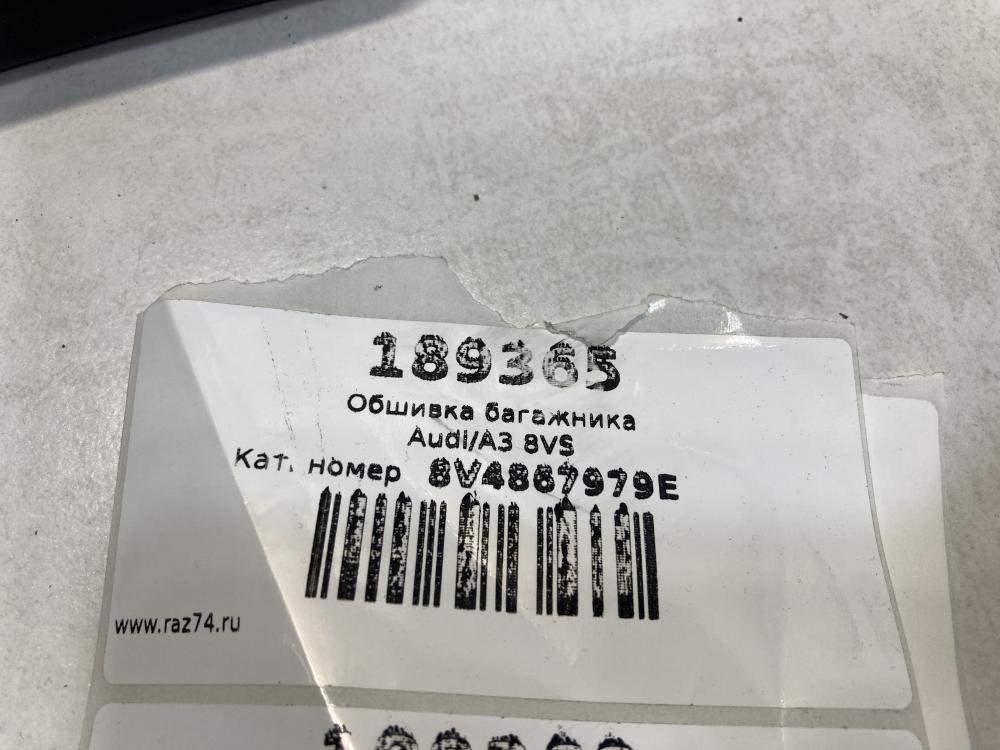 189365
Обшивка багажника
Audi/A3 8VS
Кат. номер 8V4867979E
www.raz74.ru